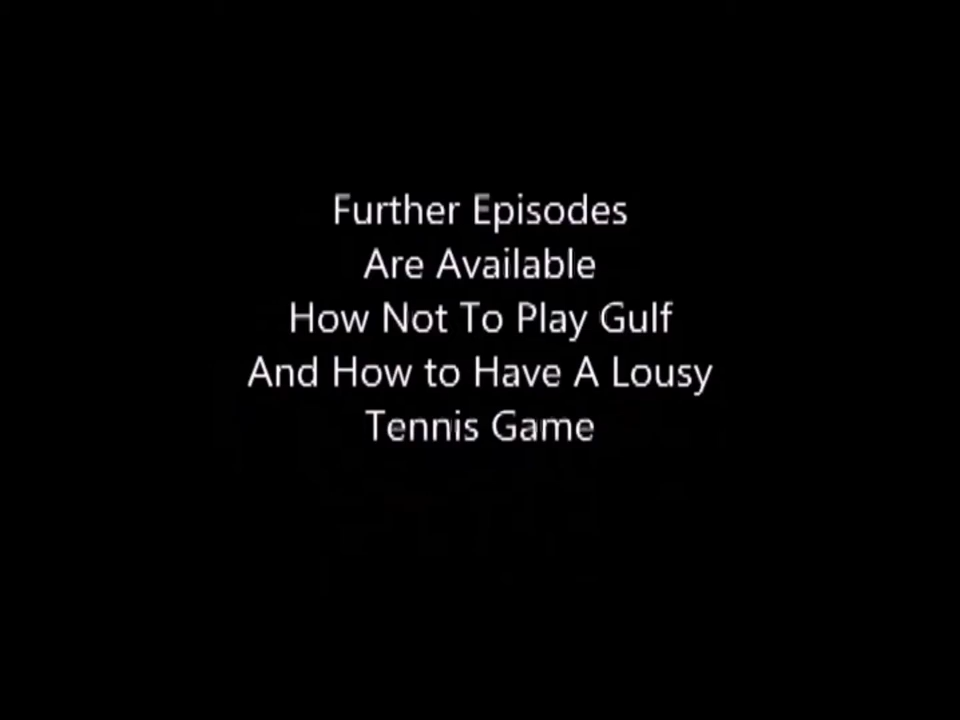 Further Episodes
Are Available
How Not To Play Gulf
And How to Have A Lousy
Tennis Game